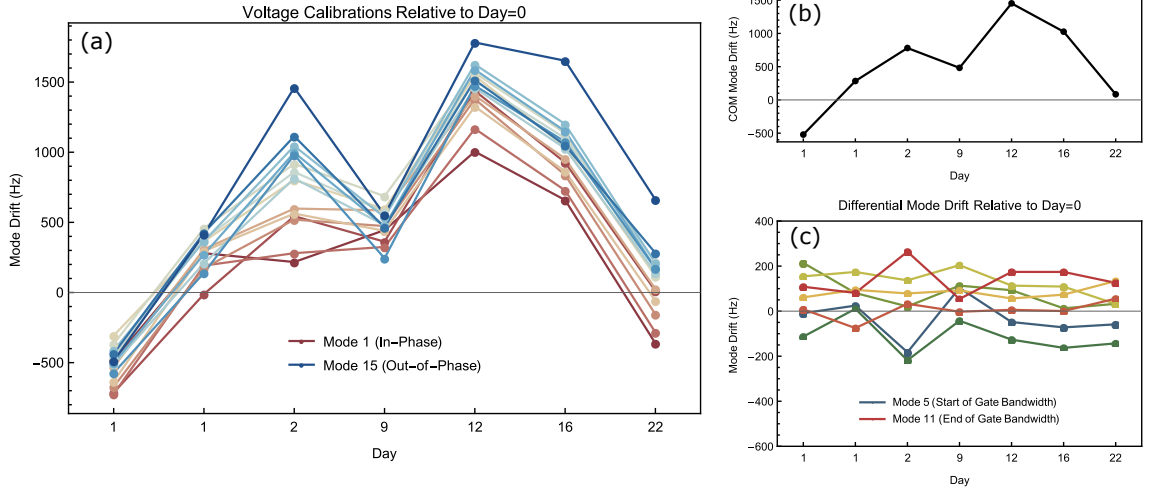 Voltage Calibrations Relative to Day=0
(a)
Mode Drift (Hz)
1500
1000
500
0
−500
Mode 1 (In−Phase)
Mode 15 (Out−of−Phase)
1 1 2 9 12 16 22
Day
(b)
COM Mode Drift (Hz)
1500
1000
500
0
−500
1 1 2 9 12 16 22
Day
Differential Mode Drift Relative to Day=0
(c)
Mode Drift (Hz)
400
200
0
−200
−400
−600
Mode 5 (Start of Gate Bandwidth)
Mode 11 (End of Gate Bandwidth)
1 1 2 9 12 16 22
Day